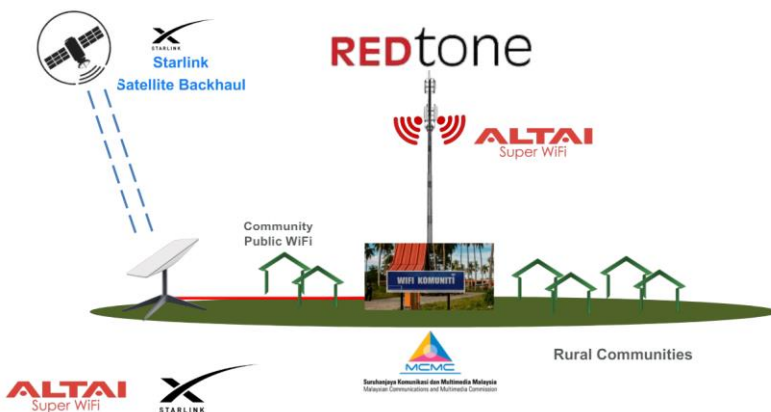 STARLINK
Starlink
Satellite Backhaul
REDtone
ALTAI
Super WiFi
Community
Public WiFi
WIFI KOMUNITI
MCMC
Suruhanjaya Komunikasi dan Multimedia Malaysia
Malaysian Communications and Multimedia Commission
Rural Communities
ALTAI
Super WiFi
STARLINK